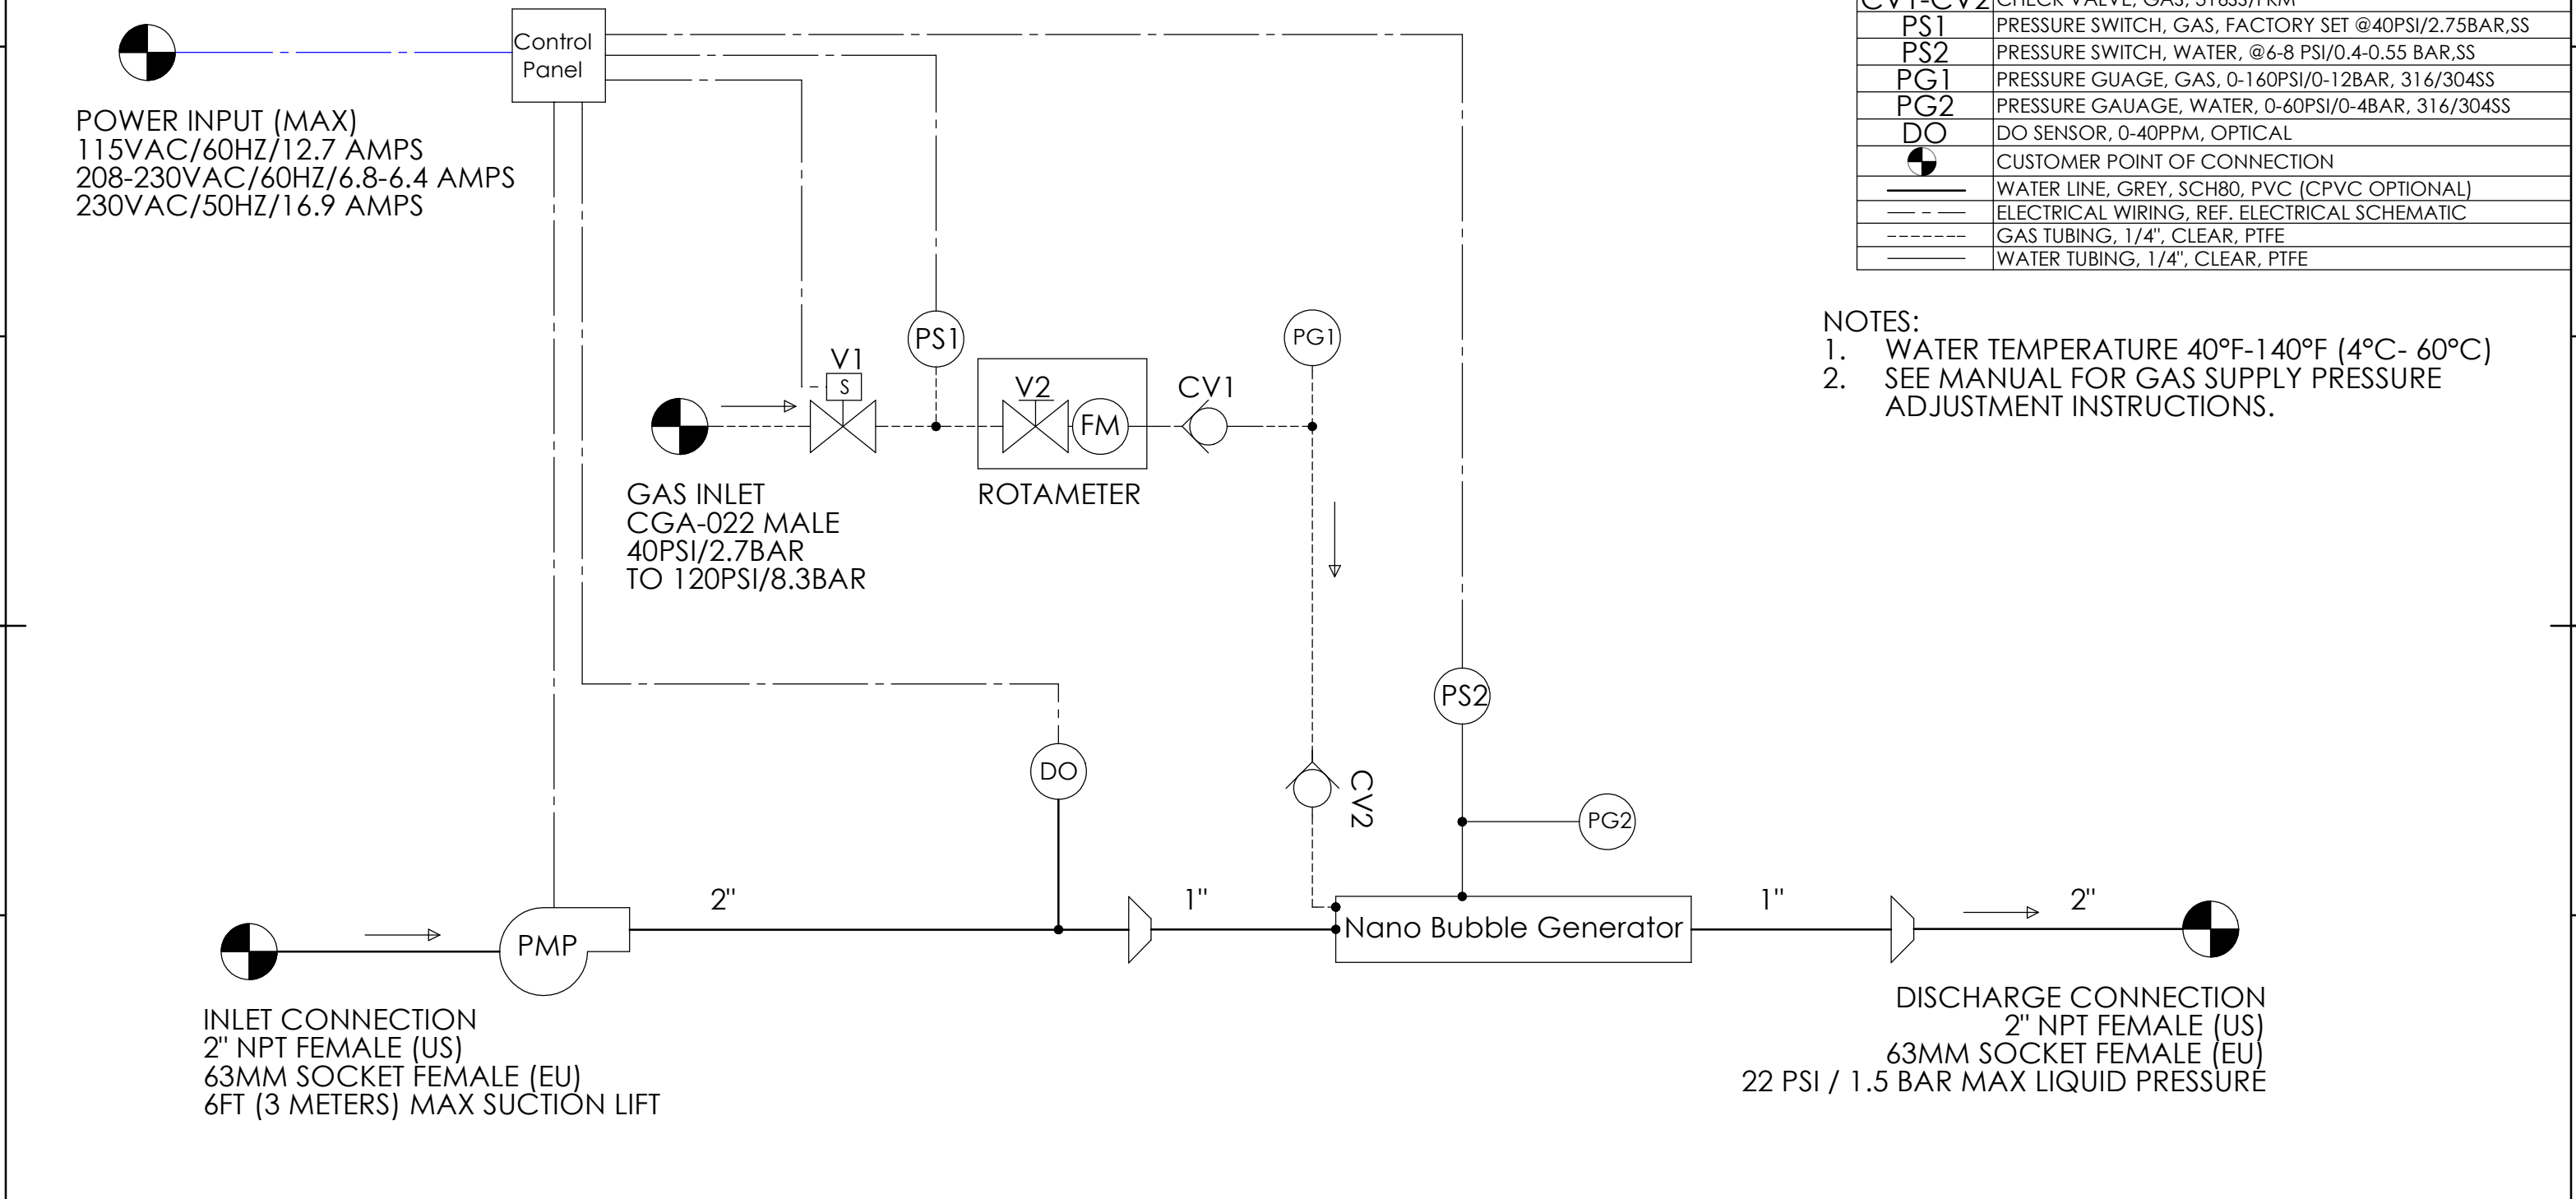 CV1-CV2 CHECK VALVE, GAS, 316SS/FKM
PS1 PRESSURE SWITCH, GAS, FACTORY SET @40PSI/2.75BAR,SS
PS2 PRESSURE SWITCH, WATER, @6-8 PSI/0.4-0.55 BAR,SS
PG1 PRESSURE GUAGE, GAS, 0-160PSI/0-12BAR, 316/304SS
PG2 PRESSURE GAUAGE, WATER, 0-60PSI/0-4BAR, 316/304SS
DO DO SENSOR, 0-40PPM, OPTICAL
CUSTOMER POINT OF CONNECTION
WATER LINE, GREY, SCH80, PVC (CPVC OPTIONAL)
ELECTRICAL WIRING, REF. ELECTRICAL SCHEMATIC
GAS TUBING, 1/4", CLEAR, PTFE
WATER TUBING, 1/4", CLEAR, PTFE
Control
Panel
POWER INPUT (MAX)
115VAC/60HZ/12.7 AMPS
208-230VAC/60HZ/6.8-6.4 AMPS
230VAC/50HZ/16.9 AMPS
NOTES:
1. WATER TEMPERATURE 40°F-140°F (4°C- 60°C)
2. SEE MANUAL FOR GAS SUPPLY PRESSURE
ADJUSTMENT INSTRUCTIONS.
PS1
PG1
V1
S
V2
FM
CV1
GAS INLET
CGA-022 MALE
40PSI/2.7BAR
TO 120PSI/8.3BAR
ROTAMETER
PS2
DO
CV2
PG2
2"
1"
1"
2"
PMP
Nano Bubble Generator
INLET CONNECTION
2" NPT FEMALE (US)
63MM SOCKET FEMALE (EU)
6FT (3 METERS) MAX SUCTION LIFT
DISCHARGE CONNECTION
2" NPT FEMALE (US)
63MM SOCKET FEMALE (EU)
22 PSI / 1.5 BAR MAX LIQUID PRESSURE